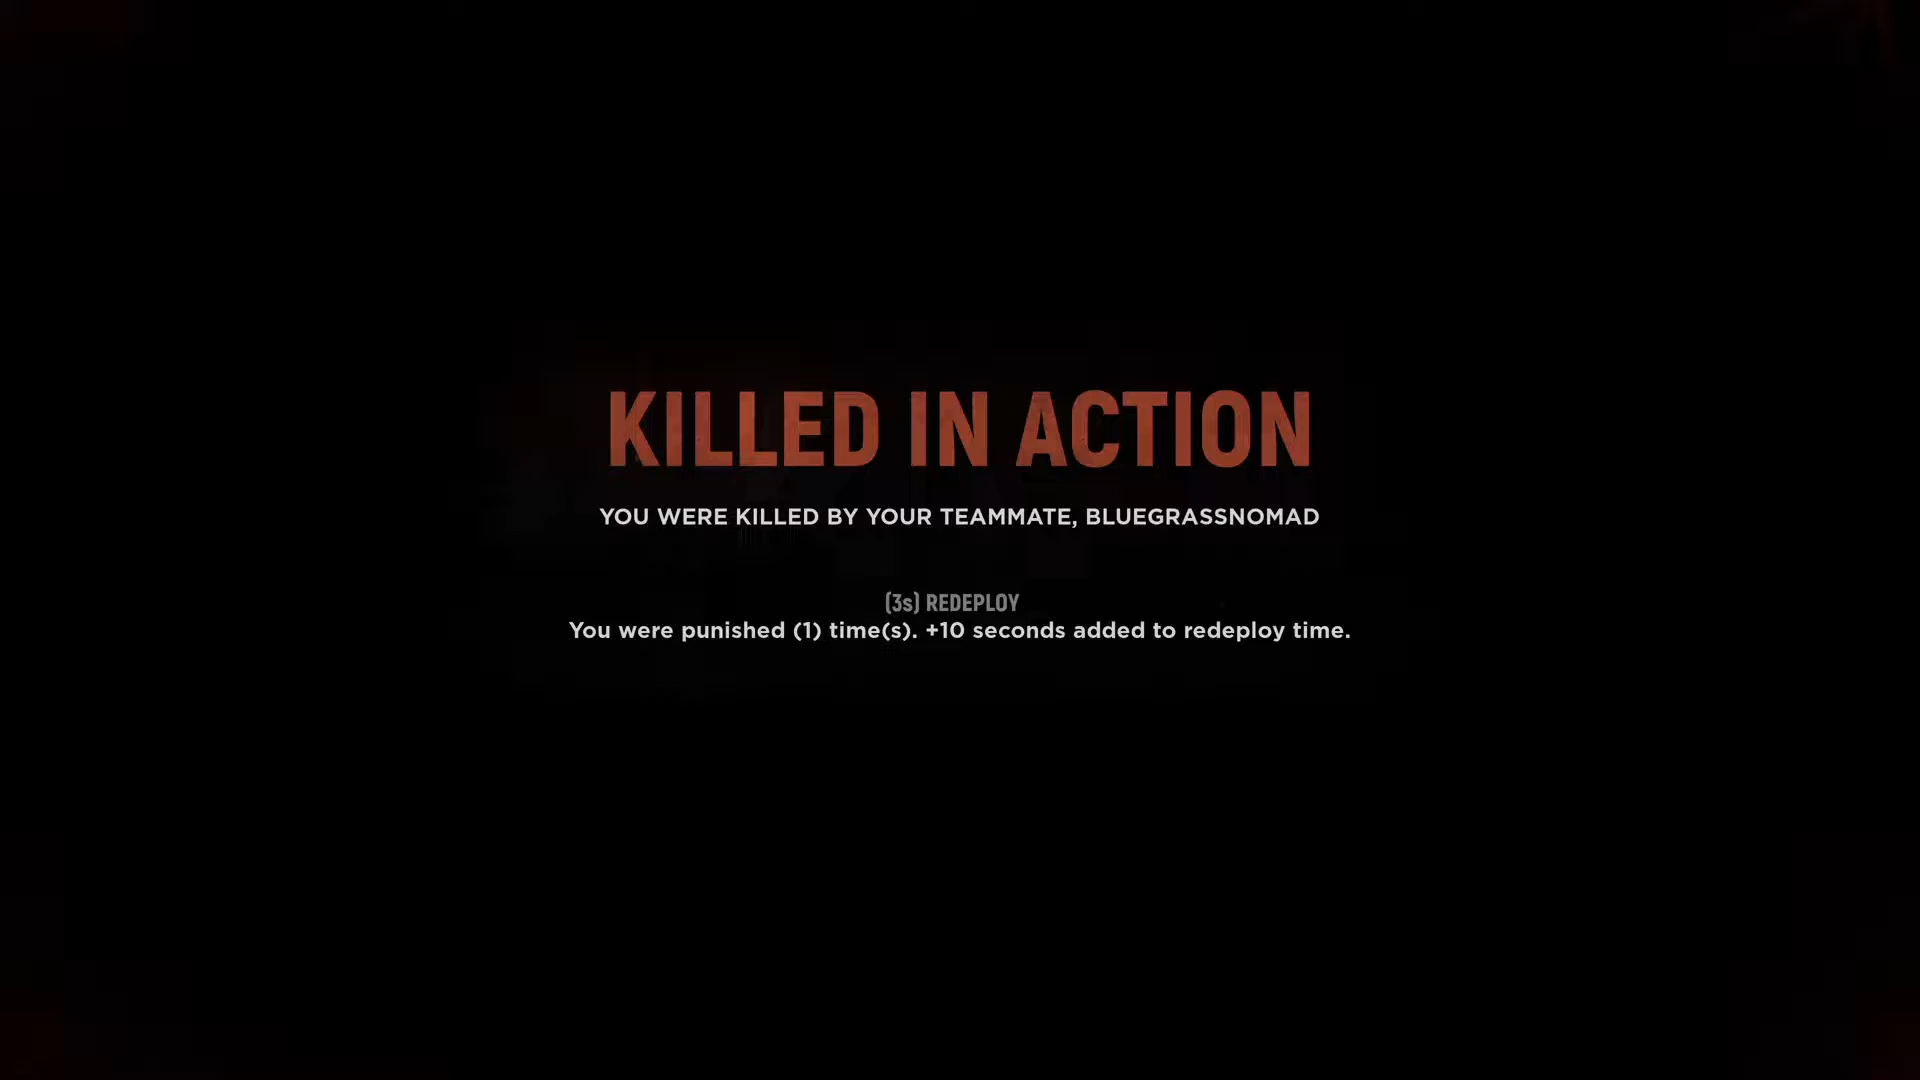 KILLED IN ACTION
YOU WERE KILLED BY YOUR TEAMMATE, BLUEGRASSNOMAD
(3s) REDEPLOY
You were punished (1) time(s). +10 seconds added to redeploy time.